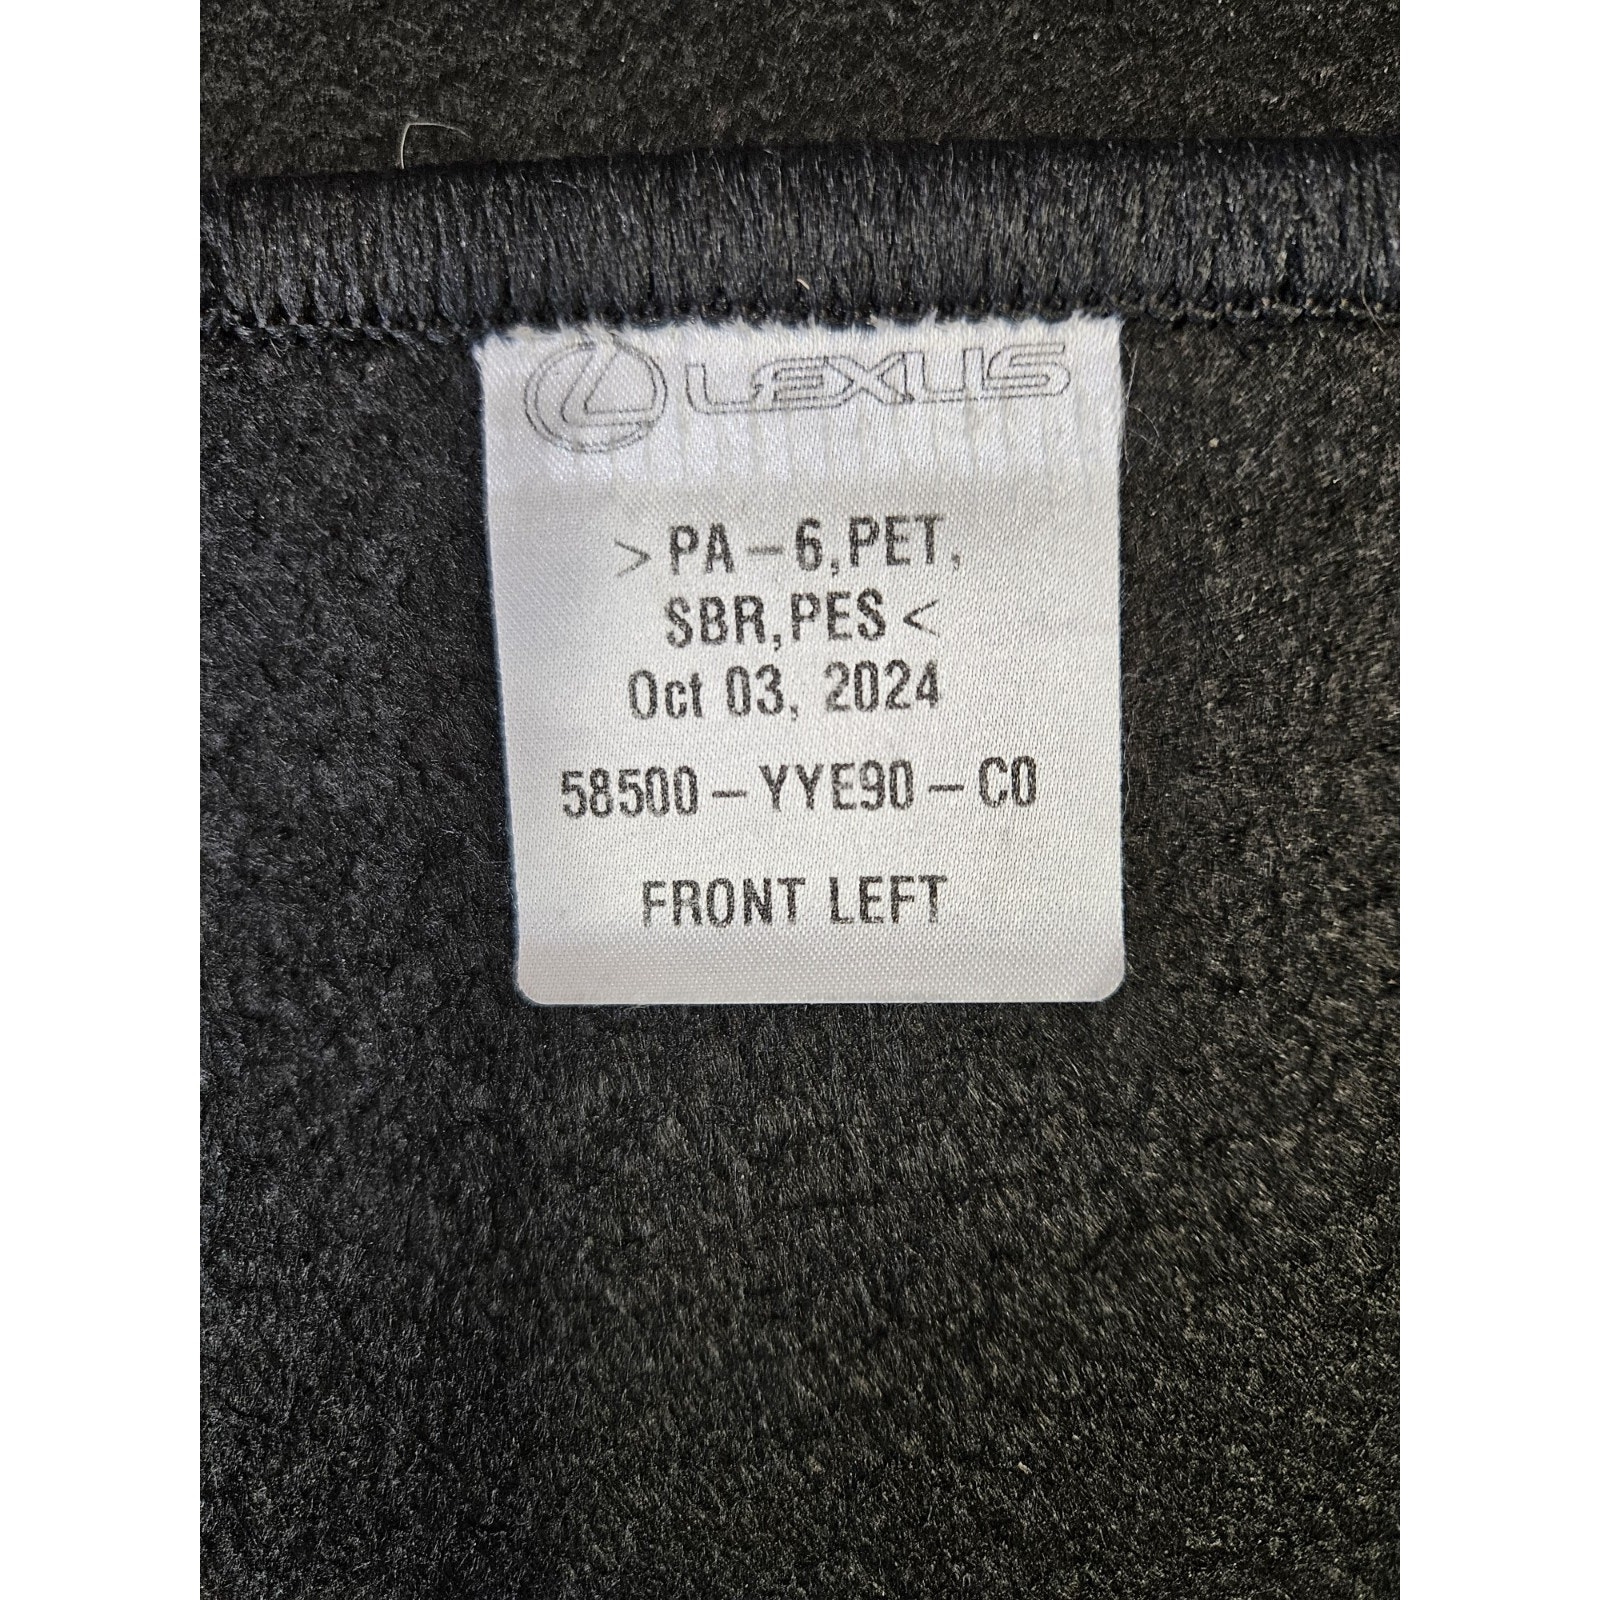 LEXUS
>PA-6,PET,
SBR,PES<
Oct 03, 2024
58500-YYE90-C0
FRONT LEFT